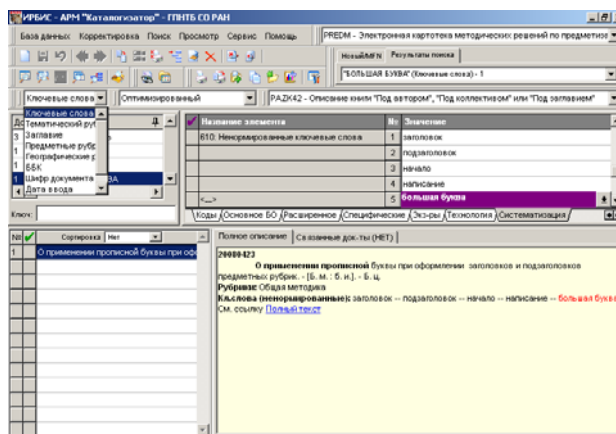 ИРБИС - АРМ "Каталогизатор" - ГПНТБ СО РАН
База данных Корректировка Поиск Просмотр Сервис Помощь
PREDM - Электронная картотека методических решений по предметиза
Новый/MFN Результаты поиска
"БОЛЬШАЯ БУКВА" (Ключевые слова) - 1
Ключевые слова
Оптимизированный
PAZK42 - Описание книги "Под автором", "Под коллективом" или "Под заглавием"
Ключевые слова
Тематический руб
Заглавие
Предметные рубр
Географические р
ББК
Шифр документа
Дата ввода
Название элемента № Значение
610: Ненормированные ключевые слова 1 заголовок
2 подзаголовок
3 начало
4 написание
<...> 5 большая буква
Ключ:
Коды Основное БО Расширенное Специфические Экз-ры Технология Систематизация
№ Сортировка Нет
1 О применении прописной буквы при офо
Полное описание Связанные док-ты (НЕТ)
20080423
О применении прописной буквы при оформлении заголовков и подзаголовков
предметных рубрик. - [Б. м. : б. и.]. - Б. ц.
Рубрики: Общая методика
Кл.слова (ненормированные): заголовок -- подзаголовок -- начало -- написание -- большая буква
См. ссылку Полный текст